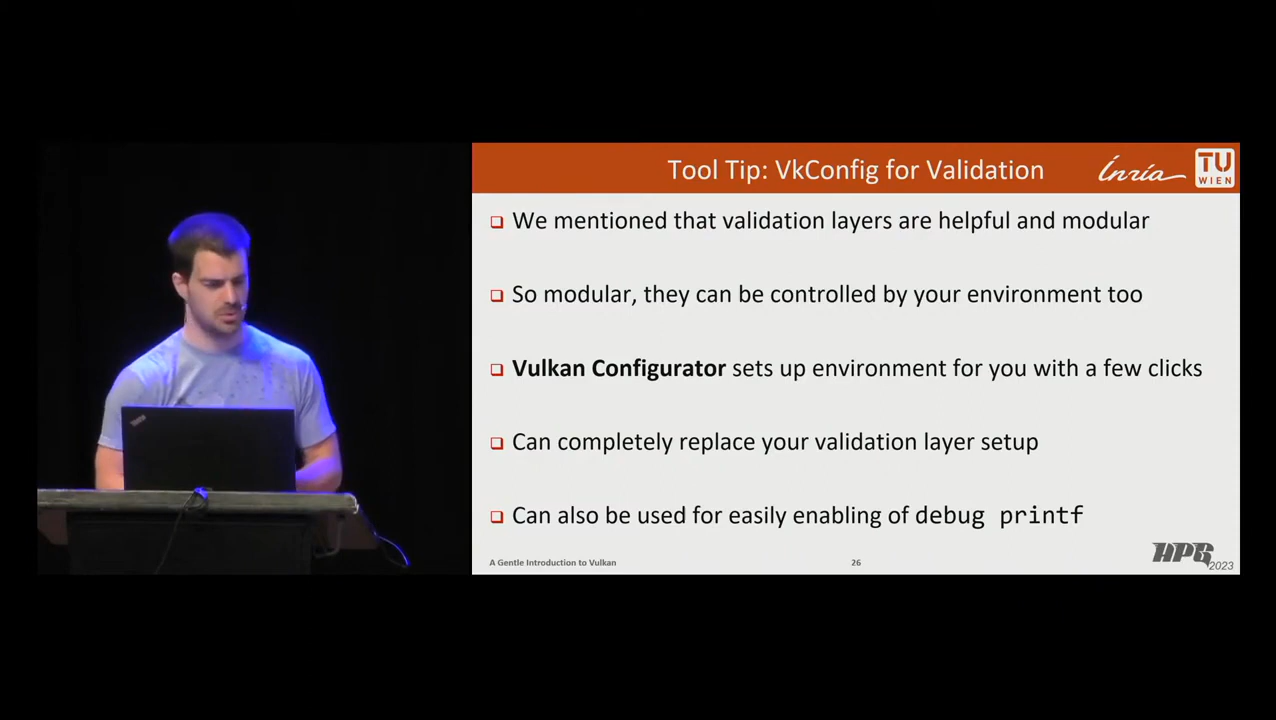 Tool Tip: VkConfig for Validation
Inria
TU
WIEN
We mentioned that validation layers are helpful and modular
So modular, they can be controlled by your environment too
Vulkan Configurator sets up environment for you with a few clicks
Can completely replace your validation layer setup
Can also be used for easily enabling of debug printf
A Gentle Introduction to Vulkan
26
HPG
2023